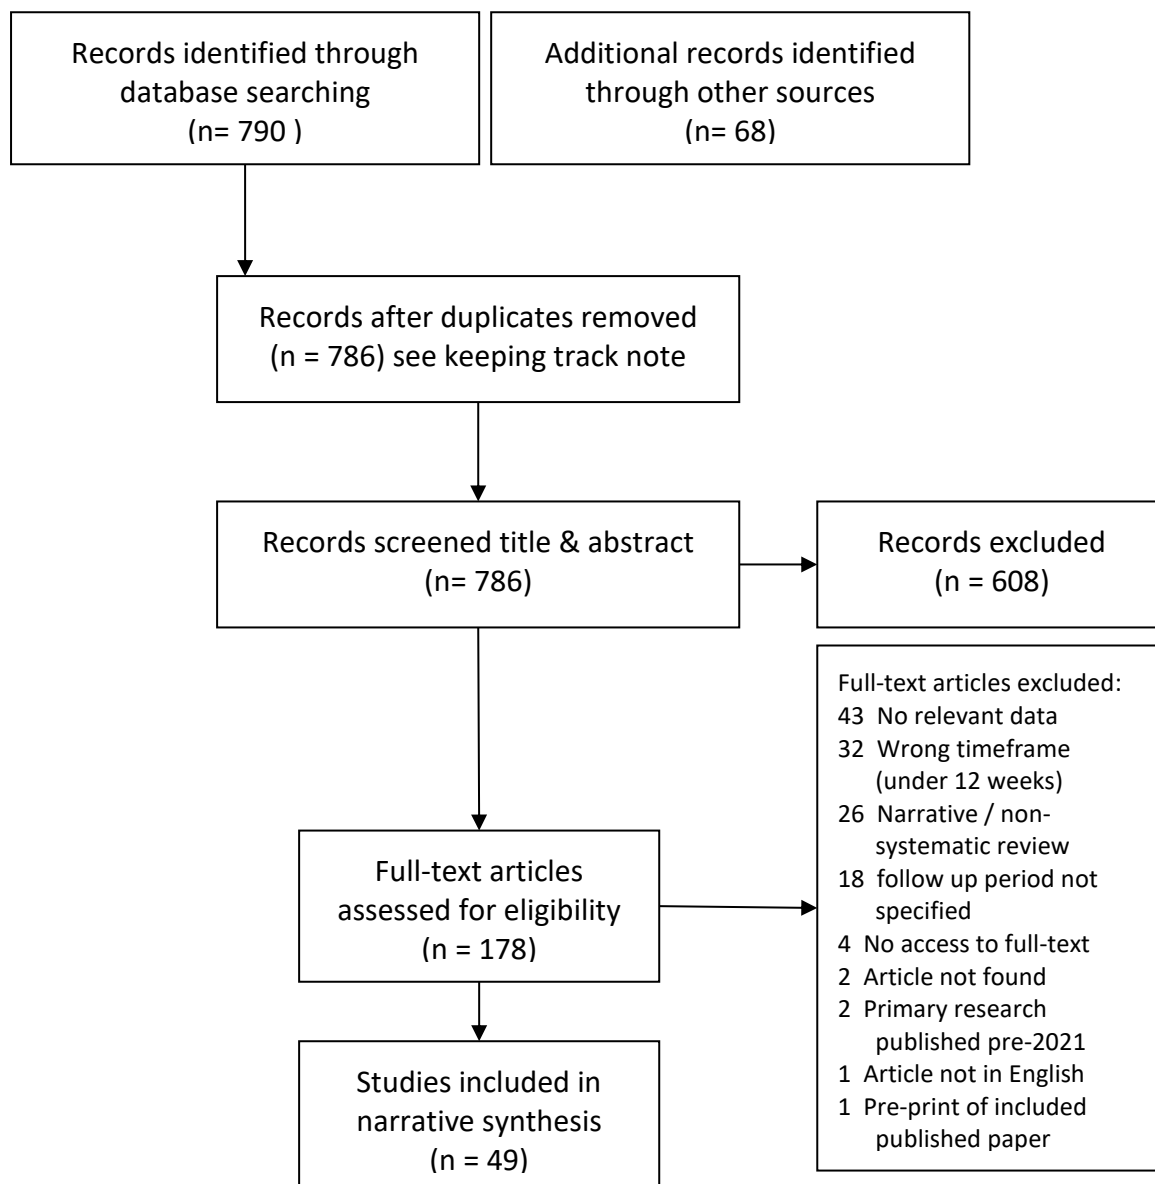 Records identified through
database searching
(n= 790 )
Additional records identified
through other sources
(n= 68)
Records after duplicates removed
(n = 786) see keeping track note
Records screened title & abstract
(n= 786)
Records excluded
(n = 608)
Full-text articles
assessed for eligibility
(n = 178)
Full-text articles excluded:
43 No relevant data
32 Wrong timeframe
(under 12 weeks)
26 Narrative / non-
systematic review
18 follow up period not
specified
4 No access to full-text
2 Article not found
2 Primary research
published pre-2021
1 Article not in English
1 Pre-print of included
published paper
Studies included in
narrative synthesis
(n = 49)